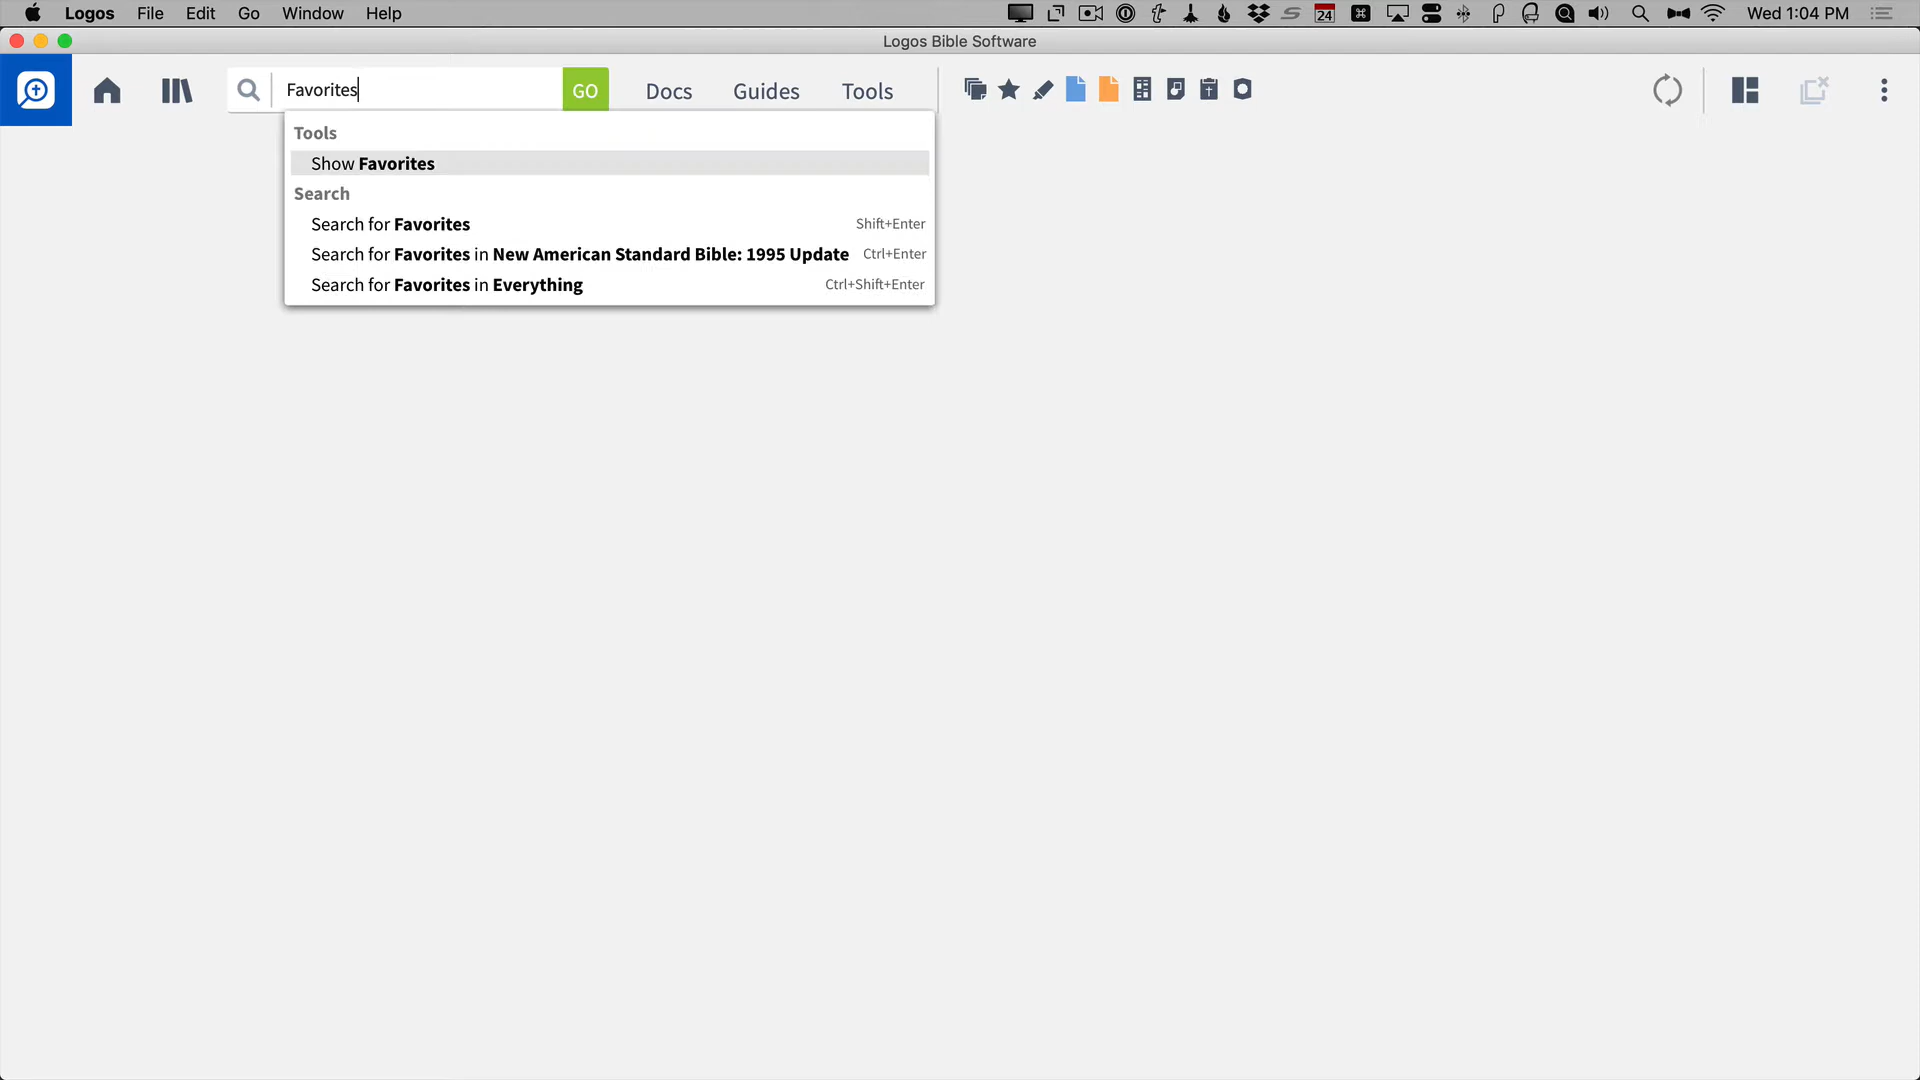 Logos File Edit Go Window Help 24 Wed 1:04 PM
Logos Bible Software
Favorites GO Docs Guides Tools
Tools
Show Favorites
Search
Search for Favorites Shift+Enter
Search for Favorites in New American Standard Bible: 1995 Update Ctrl+Enter
Search for Favorites in Everything Ctrl+Shift+Enter